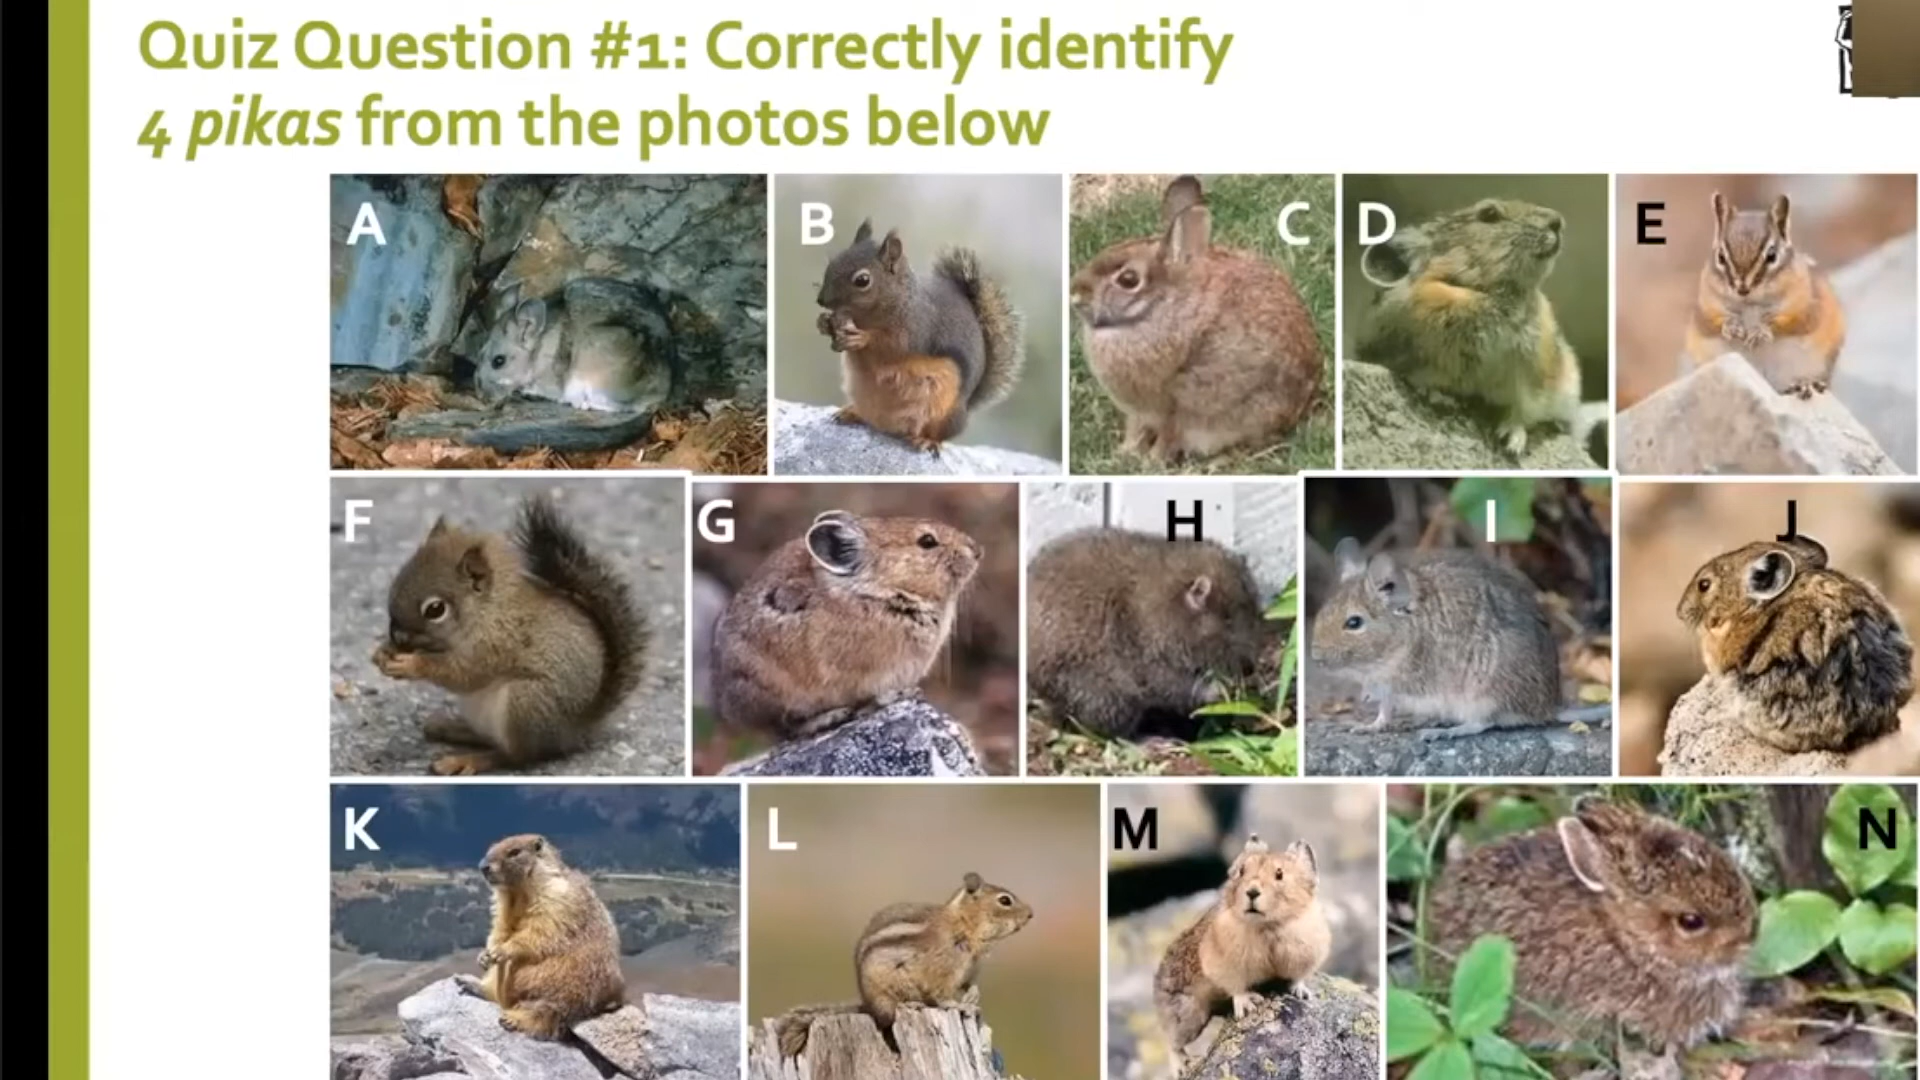 Quiz Question #1: Correctly identify
4 pikas from the photos below
A B C D E
F G H I J
K L M N